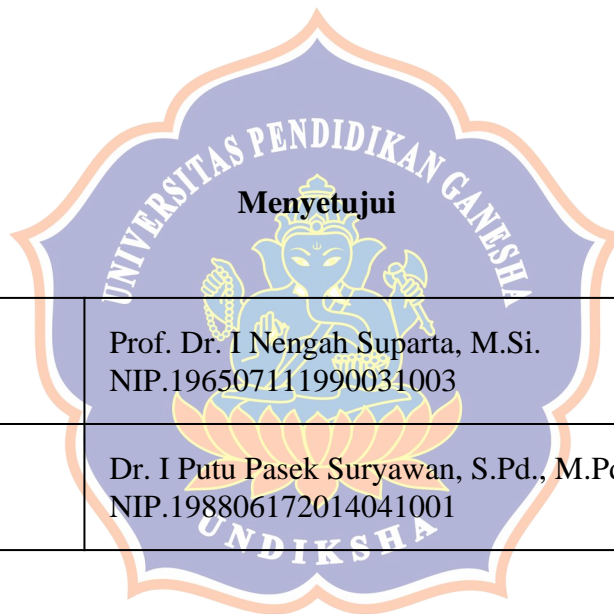 UNIVERSITAS PENDIDIKAN GANESHA
Menyetujui
Prof. Dr. I Nengah Suparta, M.Si.
NIP.196507111990031003
Dr. I Putu Pasek Suryawan, S.Pd., M.Pd
NIP.198806172014041001
UNDIKSHA